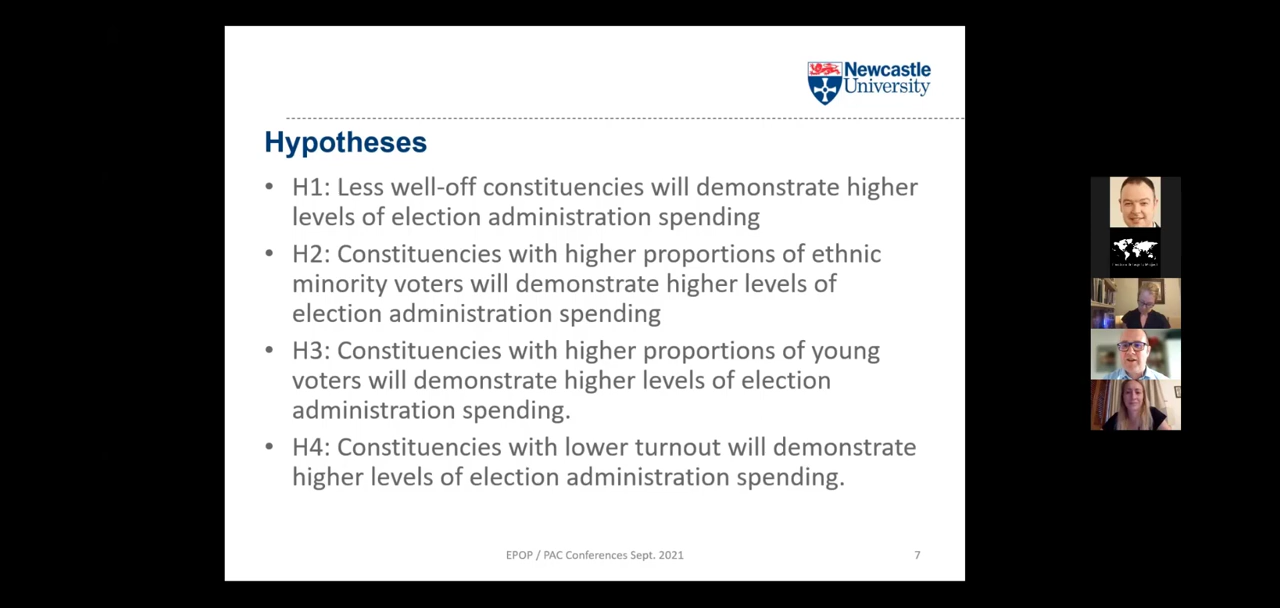 Newcastle
University
Hypotheses
• H1: Less well-off constituencies will demonstrate higher
levels of election administration spending
• H2: Constituencies with higher proportions of ethnic
minority voters will demonstrate higher levels of
election administration spending
• H3: Constituencies with higher proportions of young
voters will demonstrate higher levels of election
administration spending.
• H4: Constituencies with lower turnout will demonstrate
higher levels of election administration spending.
EPOP / PAC Conferences Sept. 2021
7